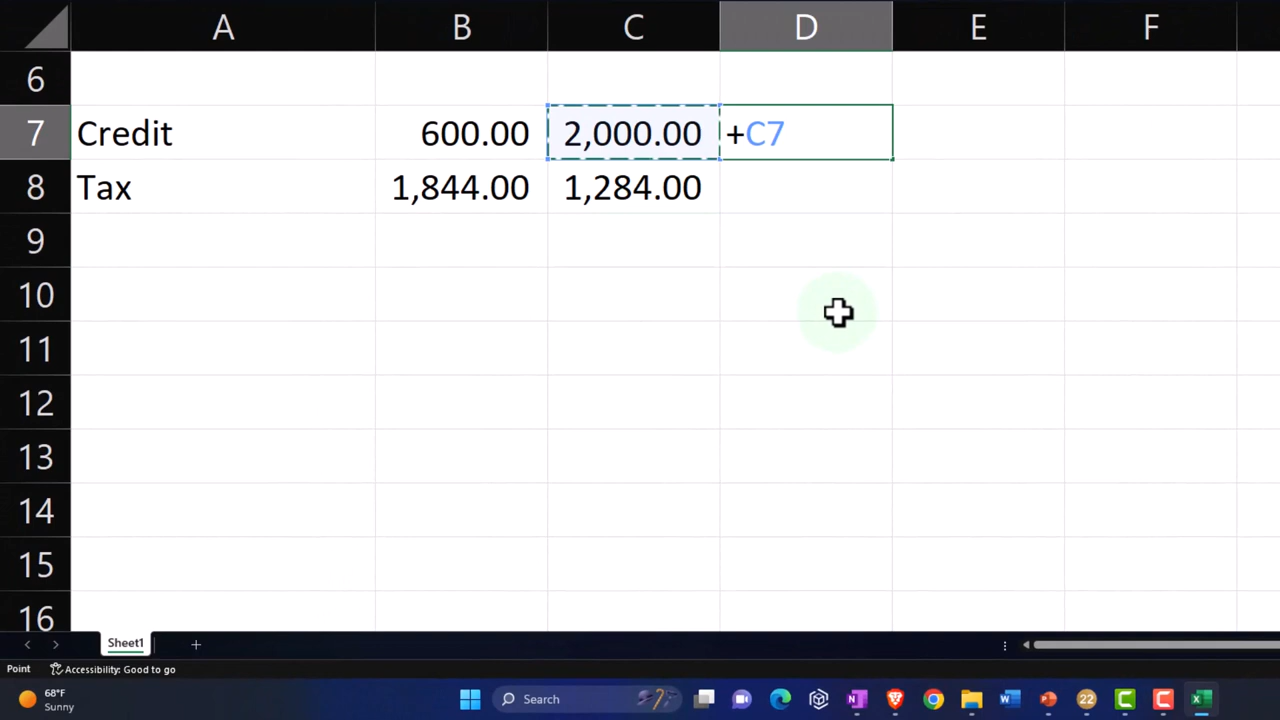 A B C D E F
6
7 Credit 600.00 2,000.00 +C7
8 Tax 1,844.00 1,284.00
9
10
11
12
13
14
15
16
Sheet1
Point Accessibility: Good to go
68°F
Sunny
Search
22